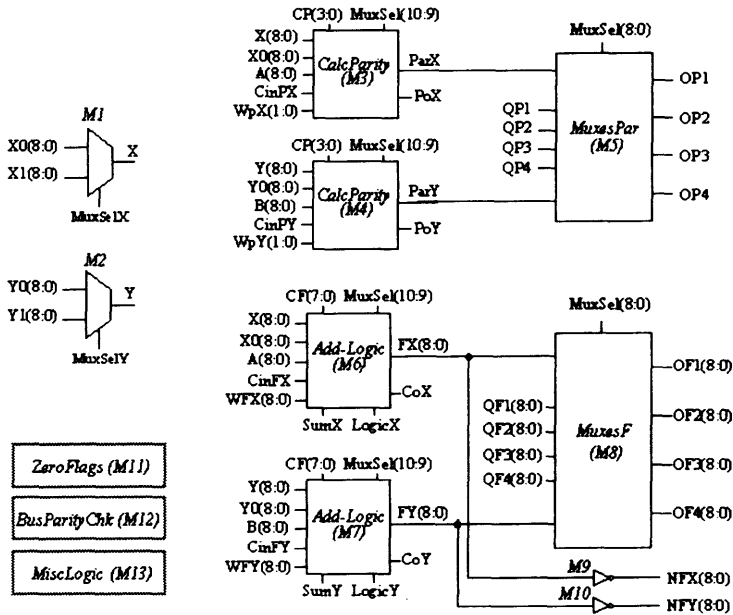 M1
X0(8:0)
X1(8:0)
X
MuxSelX
M2
Y0(8:0)
Y1(8:0)
Y
MuxSelY
ZeroFlags (M11)
BusParityChk (M12)
MiscLogic (M13)
CP(3:0) MuxSel(10:9)
X(8:0)
X0(8:0)
A(8:0)
CinPX
WpX(1:0)
CalcParity
(M3)
ParX
PoX
CP(3:0) MuxSel(10:9)
Y(8:0)
Y0(8:0)
B(8:0)
CinPY
WpY(1:0)
CalcParity
(M4)
ParY
PoY
MuxSel(8:0)
QP1
QP2
QP3
QP4
MuxesPar
(M5)
OP1
OP2
OP3
OP4
CF(7:0) MuxSel(10:9)
X(8:0)
X0(8:0)
A(8:0)
CinFX
WFX(8:0)
Add-Logic
(M6)
FX(8:0)
CoX
SumX LogicX
CF(7:0) MuxSel(10:9)
Y(8:0)
Y0(8:0)
B(8:0)
CinFY
WFY(8:0)
Add-Logic
(M7)
FY(8:0)
CoY
SumY LogicY
MuxSel(8:0)
QF1(8:0)
QF2(8:0)
QF3(8:0)
QF4(8:0)
MuxesF
(M8)
OF1(8:0)
OF2(8:0)
OF3(8:0)
OF4(8:0)
M9
NFX(8:0)
M10
NFY(8:0)